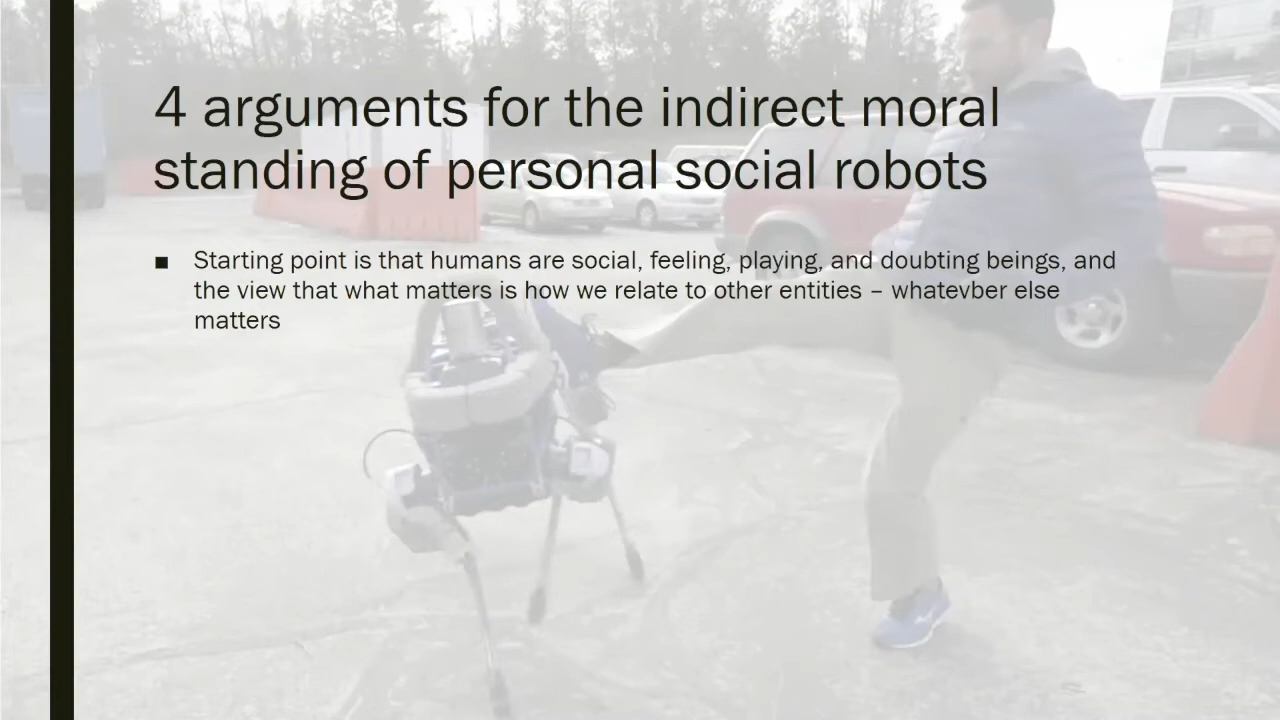 4 arguments for the indirect moral
standing of personal social robots
■ Starting point is that humans are social, feeling, playing, and doubting beings, and
the view that what matters is how we relate to other entities – whatevber else
matters